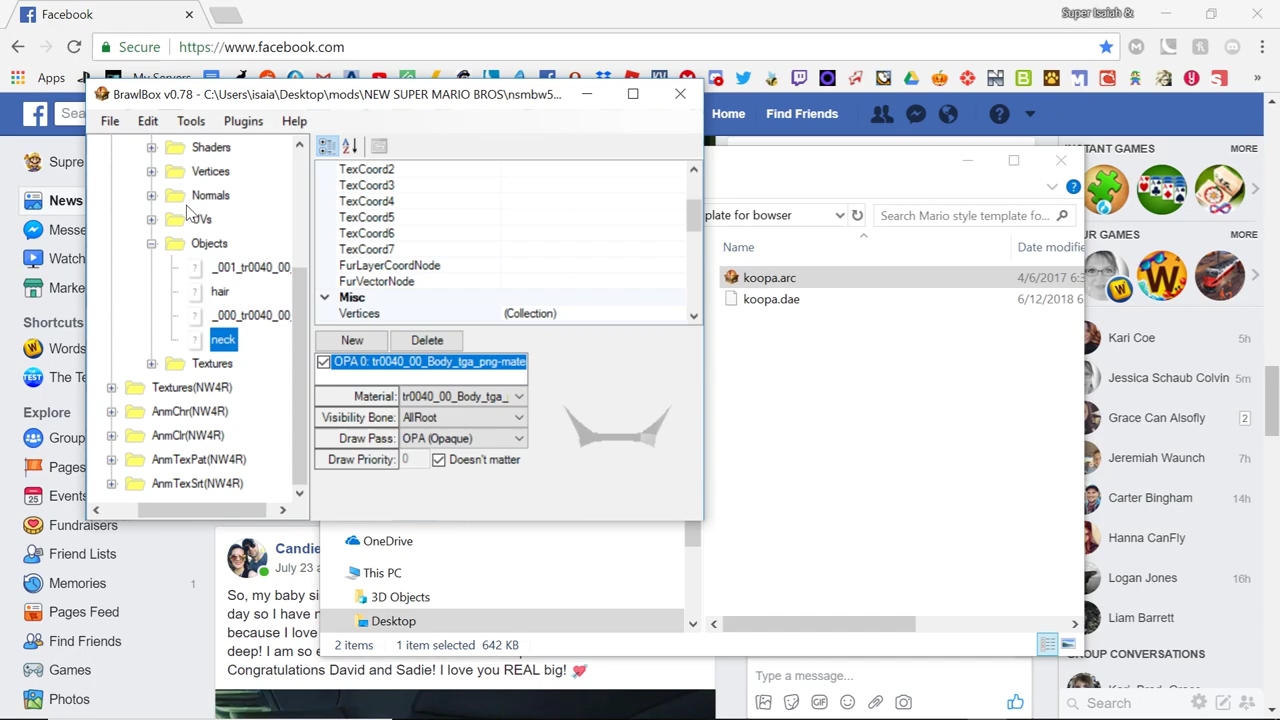 Facebook
Super Isaiah &
Secure
https://www.facebook.com
Apps
My Servers
BrawlBox v0.78 - C:\Users\isaia\Desktop\mods\NEW SUPER MARIO BROS\nsmbw5...
File Edit Tools Plugins Help
Home
Find Friends
Shaders
Vertices
Normals
UVs
Objects
_001_tr0040_00_
hair
_000_tr0040_00_
neck
Textures
Textures(NW4R)
AnmChr(NW4R)
AnmClr(NW4R)
AnmTexPat(NW4R)
AnmTexSrt(NW4R)
TexCoord2
TexCoord3
TexCoord4
TexCoord5
TexCoord6
TexCoord7
FurLayerCoordNode
FurVectorNode
Misc
Vertices (Collection)
New Delete
OPA 0: tr0040_00_Body_tga_png-mate
Material: tr0040_00_Body_tga_
Visibility Bone: AllRoot
Draw Pass: OPA (Opaque)
Draw Priority: 0 Doesn't matter
plate for bowser
Search Mario style template fo...
Name
Date modifie
koopa.arc 4/6/2017 6:3
koopa.dae 6/12/2018 6
OneDrive
This PC
3D Objects
Desktop
2 items 1 item selected 642 KB
Sea
Supre
News
Messe
Watch
Marke
Shortcuts
Words
The Te
Explore
Group
Pages
Events
Fundraisers
Friend Lists
Memories 1
Pages Feed
Find Friends
Games
Photos
Candie
July 23 a
So, my baby si
day so I have n
because I love
deep! I am so e
Congratulations David and Sadie! I love you REAL big!
Type a message...
GIF
INSTANT GAMES MORE
UR GAMES MORE
Kari Coe 5h
Jessica Schaub Colvin 5m
Grace Can Alsofly 2
Jeremiah Waunch 7h
Carter Bingham 14h
Hanna CanFly
Logan Jones 16h
Liam Barrett
GROUP CONVERSATIONS
Search